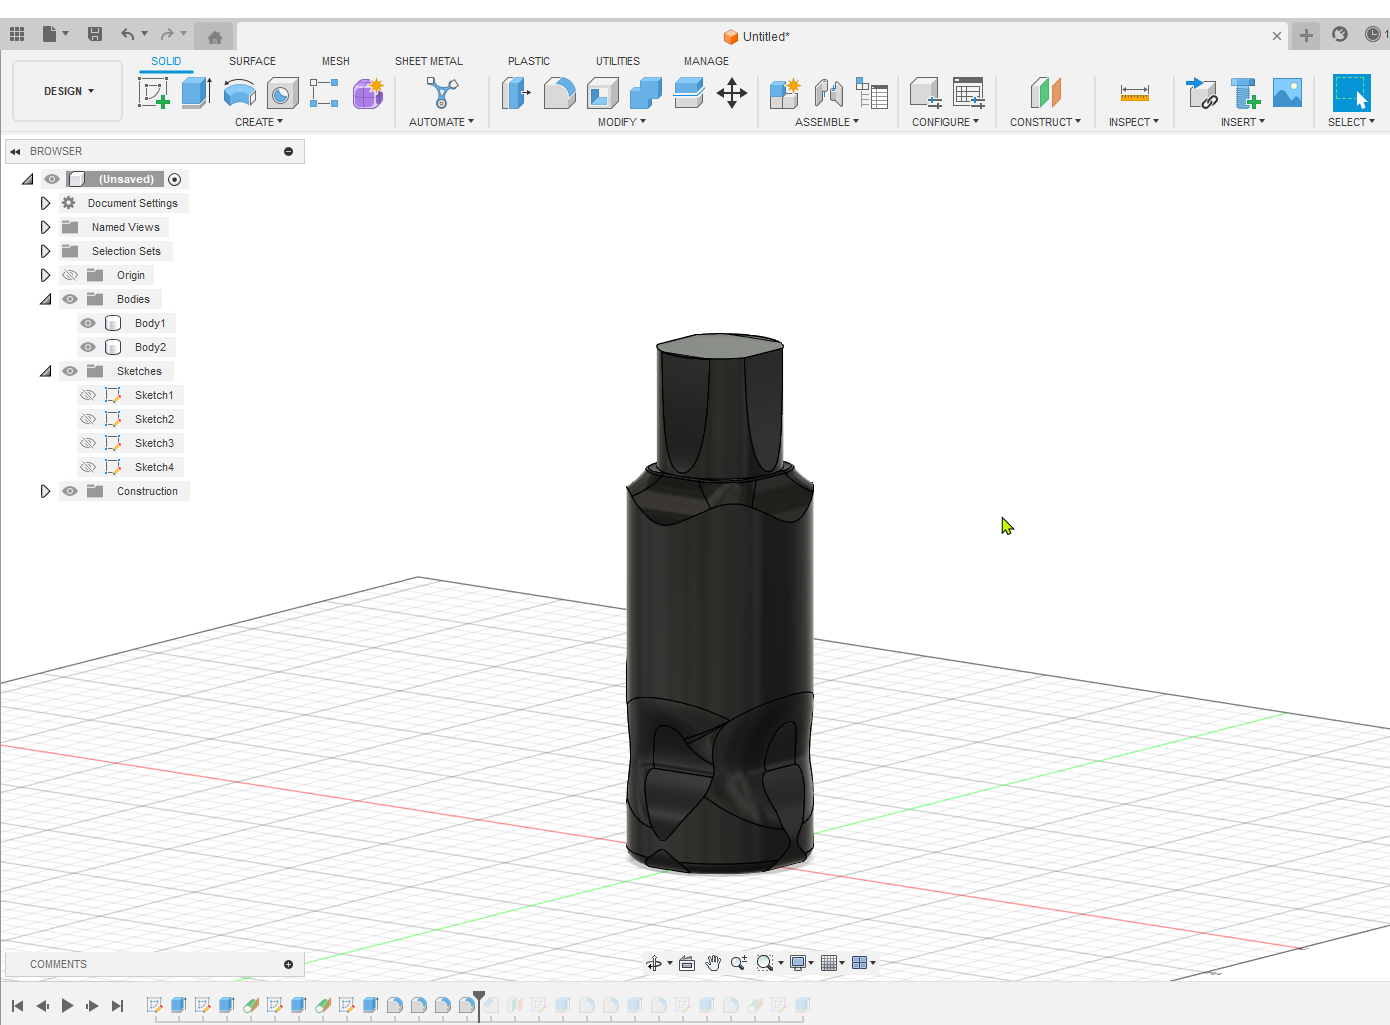 Untitled*
1
DESIGN
SOLID
SURFACE
MESH
SHEET METAL
PLASTIC
UTILITIES
MANAGE
CREATE
AUTOMATE
MODIFY
ASSEMBLE
CONFIGURE
CONSTRUCT
INSPECT
INSERT
SELECT
BROWSER
(Unsaved)
Document Settings
Named Views
Selection Sets
Origin
Bodies
Body1
Body2
Sketches
Sketch1
Sketch2
Sketch3
Sketch4
Construction
COMMENTS